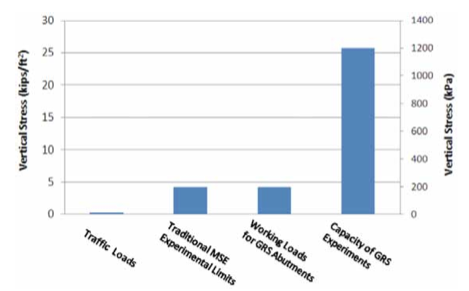 30
25
20
15
10
5
0
Vertical Stress (kips/ft²)
1400
1200
1000
800
600
400
200
0
Vertical Stress (kPa)
Traffic Loads
Traditional MSE
Experimental Limits
Working Loads
for GRS Abutments
Capacity of GRS
Experiments